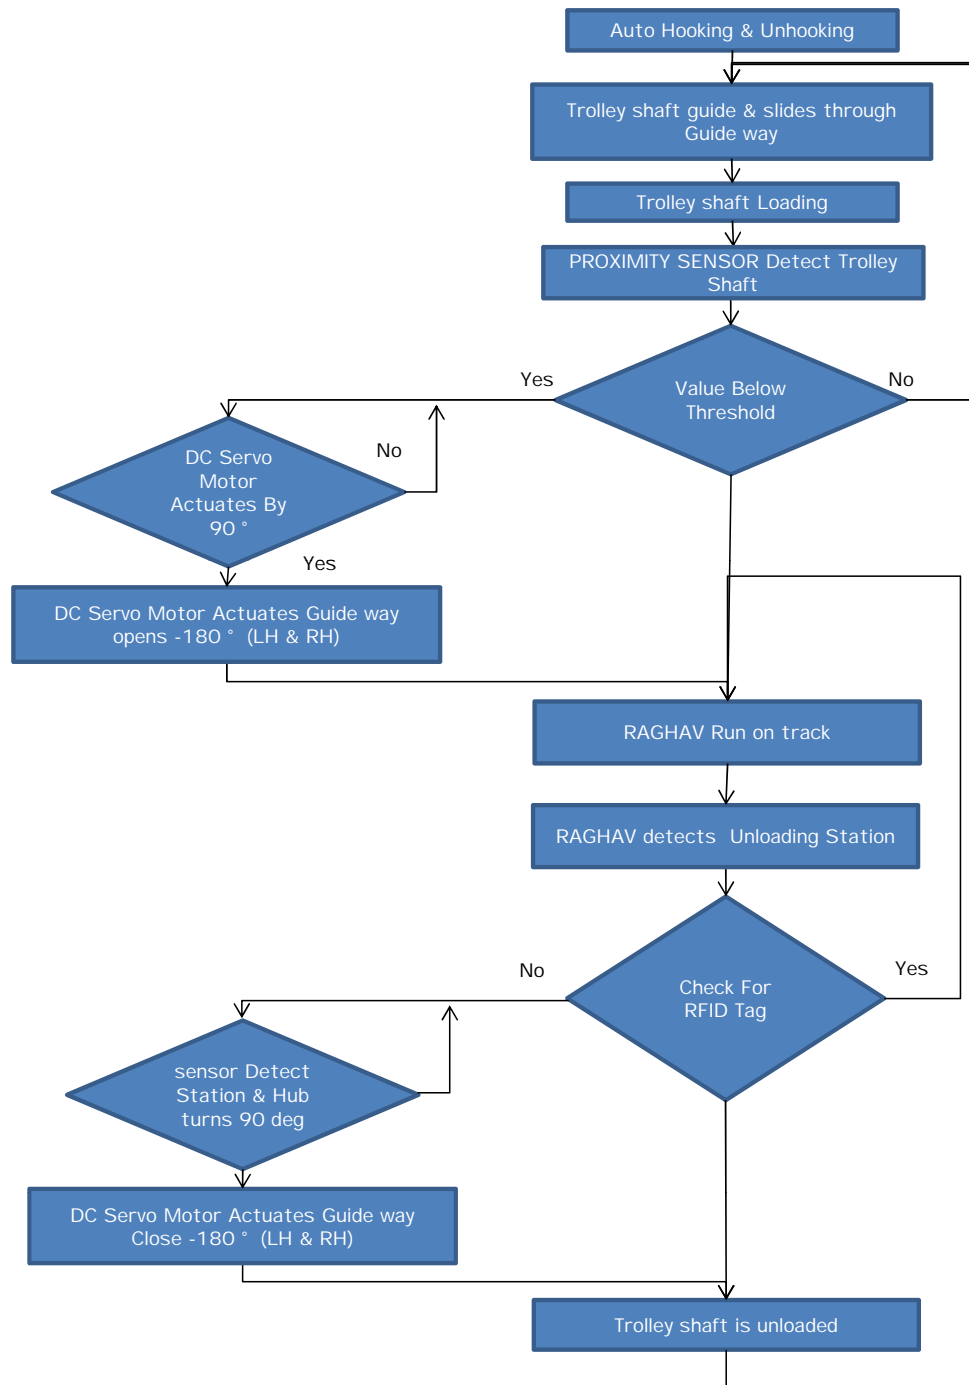 Auto Hooking & Unhooking
Trolley shaft guide & slides through
Guide way
Trolley shaft Loading
PROXIMITY SENSOR Detect Trolley
Shaft
Value Below
Threshold
Yes
No
DC Servo
Motor
Actuates By
90 °
No
Yes
DC Servo Motor Actuates Guide way
opens -180 ° (LH & RH)
RAGHAV Run on track
RAGHAV detects Unloading Station
Check For
RFID Tag
No
Yes
sensor Detect
Station & Hub
turns 90 deg
DC Servo Motor Actuates Guide way
Close -180 ° (LH & RH)
Trolley shaft is unloaded